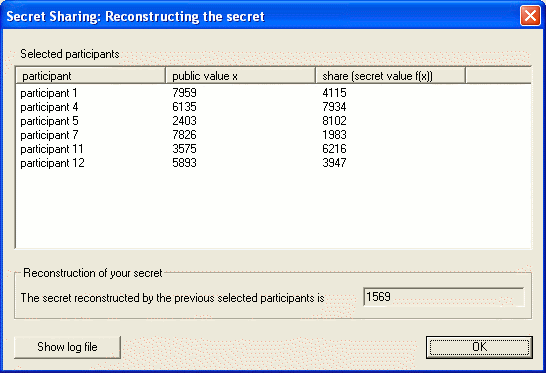 Secret Sharing: Reconstructing the secret
Selected participants
participant public value x share (secret value f(x))
participant 1 7959 4115
participant 4 6135 7934
participant 5 2403 8102
participant 7 7826 1983
participant 11 3575 6216
participant 12 5893 3947
Reconstruction of your secret
The secret reconstructed by the previous selected participants is 1569
Show log file OK